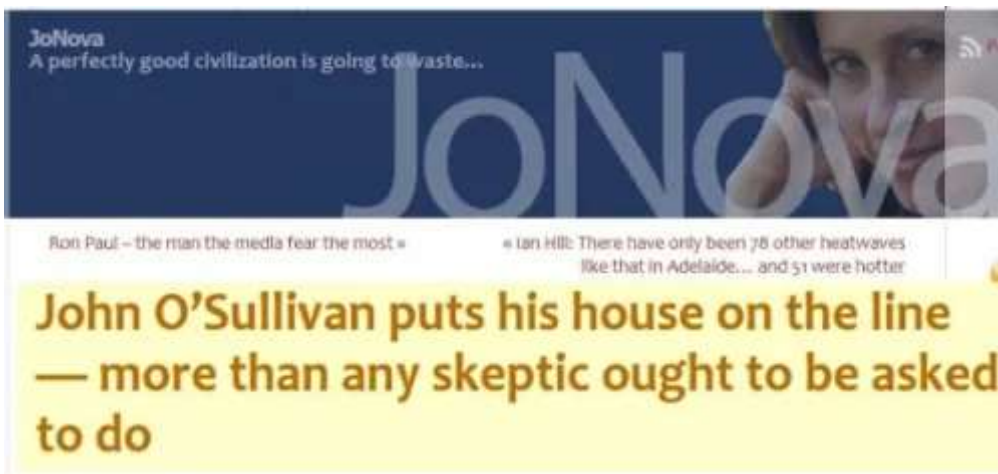 JoNova
A perfectly good civilization is going to waste...
JoNova
Ron Paul – the man the media fear the most »
« Ian Hill: There have only been 78 other heatwaves
like that in Adelaide... and 51 were hotter
John O'Sullivan puts his house on the line
— more than any skeptic ought to be asked
to do